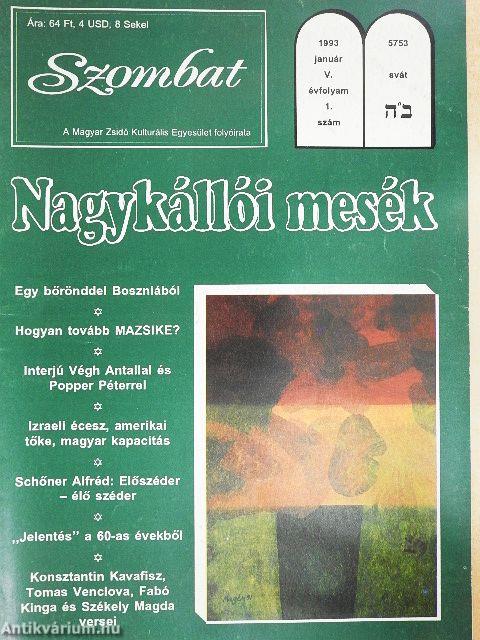 Ára: 64 Ft, 4 USD, 8 Sekel
Szombat
A Magyar Zsidó Kulturális Egyesület folyóirata
1993
január
V.
évfolyam
1.
szám
5753
svát
ב"ה
Nagykállói mesék
Egy bőrönddel Boszniából
Hogyan tovább MAZSIKE?
Interjú Végh Antallal és
Popper Péterrel
Izraeli écesz, amerikai
tőke, magyar kapacitás
Schőner Alfréd: Előszéder
– élő széder
„Jelentés" a 60-as évekből
Konsztantin Kavafisz,
Tomas Venclova, Fabó
Kinga és Székely Magda
versei
Antikvárium.hu